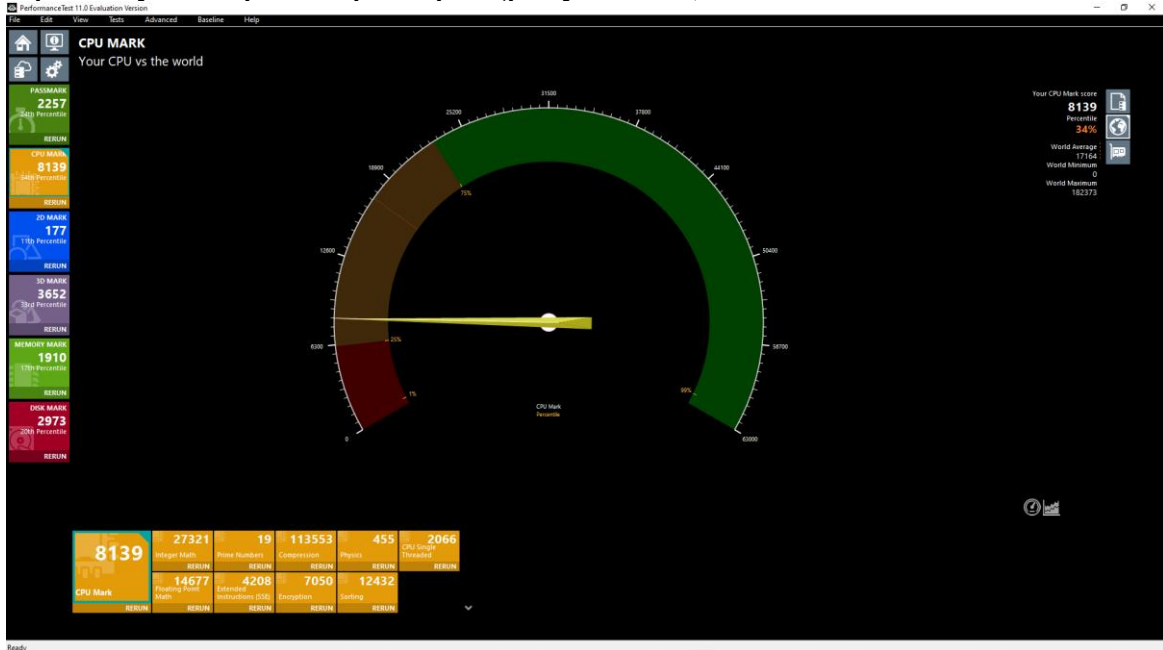 PerformanceTest 11.0 Evaluation Version
File Edit View Tests Advanced Baseline Help
CPU MARK
Your CPU vs the world
PASSMARK
2257
24th Percentile
RERUN
CPU MARK
8139
34th Percentile
RERUN
2D MARK
177
11th Percentile
RERUN
3D MARK
3652
33rd Percentile
RERUN
MEMORY MARK
1910
17th Percentile
RERUN
DISK MARK
2973
20th Percentile
RERUN
0
6300
12600
18900
25200
31500
37800
44100
50400
56700
63000
1%
25%
75%
99%
CPU Mark
Percentile
Your CPU Mark score
8139
Percentile
34%
World Average
17164
World Minimum
0
World Maximum
182373
8139
CPU Mark
RERUN
27321
Integer Math
RERUN
19
Prime Numbers
RERUN
113553
Compression
RERUN
455
Physics
RERUN
2066
CPU Single
Threaded
RERUN
14677
Floating Point
Math
RERUN
4208
Extended
Instructions (SSE)
RERUN
7050
Encryption
RERUN
12432
Sorting
RERUN
Ready